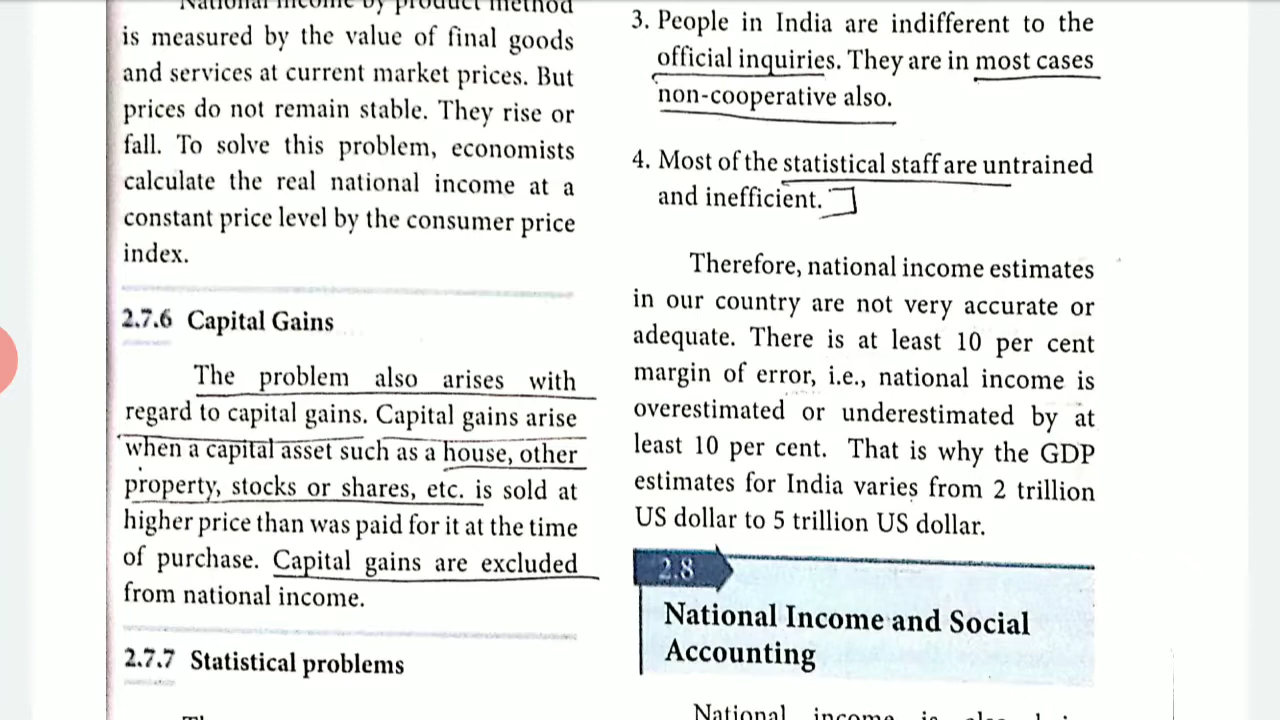 National income by product method
is measured by the value of final goods
and services at current market prices. But
prices do not remain stable. They rise or
fall. To solve this problem, economists
calculate the real national income at a
constant price level by the consumer price
index.
2.7.6 Capital Gains
The problem also arises with
regard to capital gains. Capital gains arise
when a capital asset such as a house, other
property, stocks or shares, etc. is sold at
higher price than was paid for it at the time
of purchase. Capital gains are excluded
from national income.
2.7.7 Statistical problems
3. People in India are indifferent to the
official inquiries. They are in most cases
non-cooperative also.
4. Most of the statistical staff are untrained
and inefficient.
Therefore, national income estimates
in our country are not very accurate or
adequate. There is at least 10 per cent
margin of error, i.e., national income is
overestimated or underestimated by at
least 10 per cent. That is why the GDP
estimates for India varies from 2 trillion
US dollar to 5 trillion US dollar.
2.8
National Income and Social
Accounting
National income is also